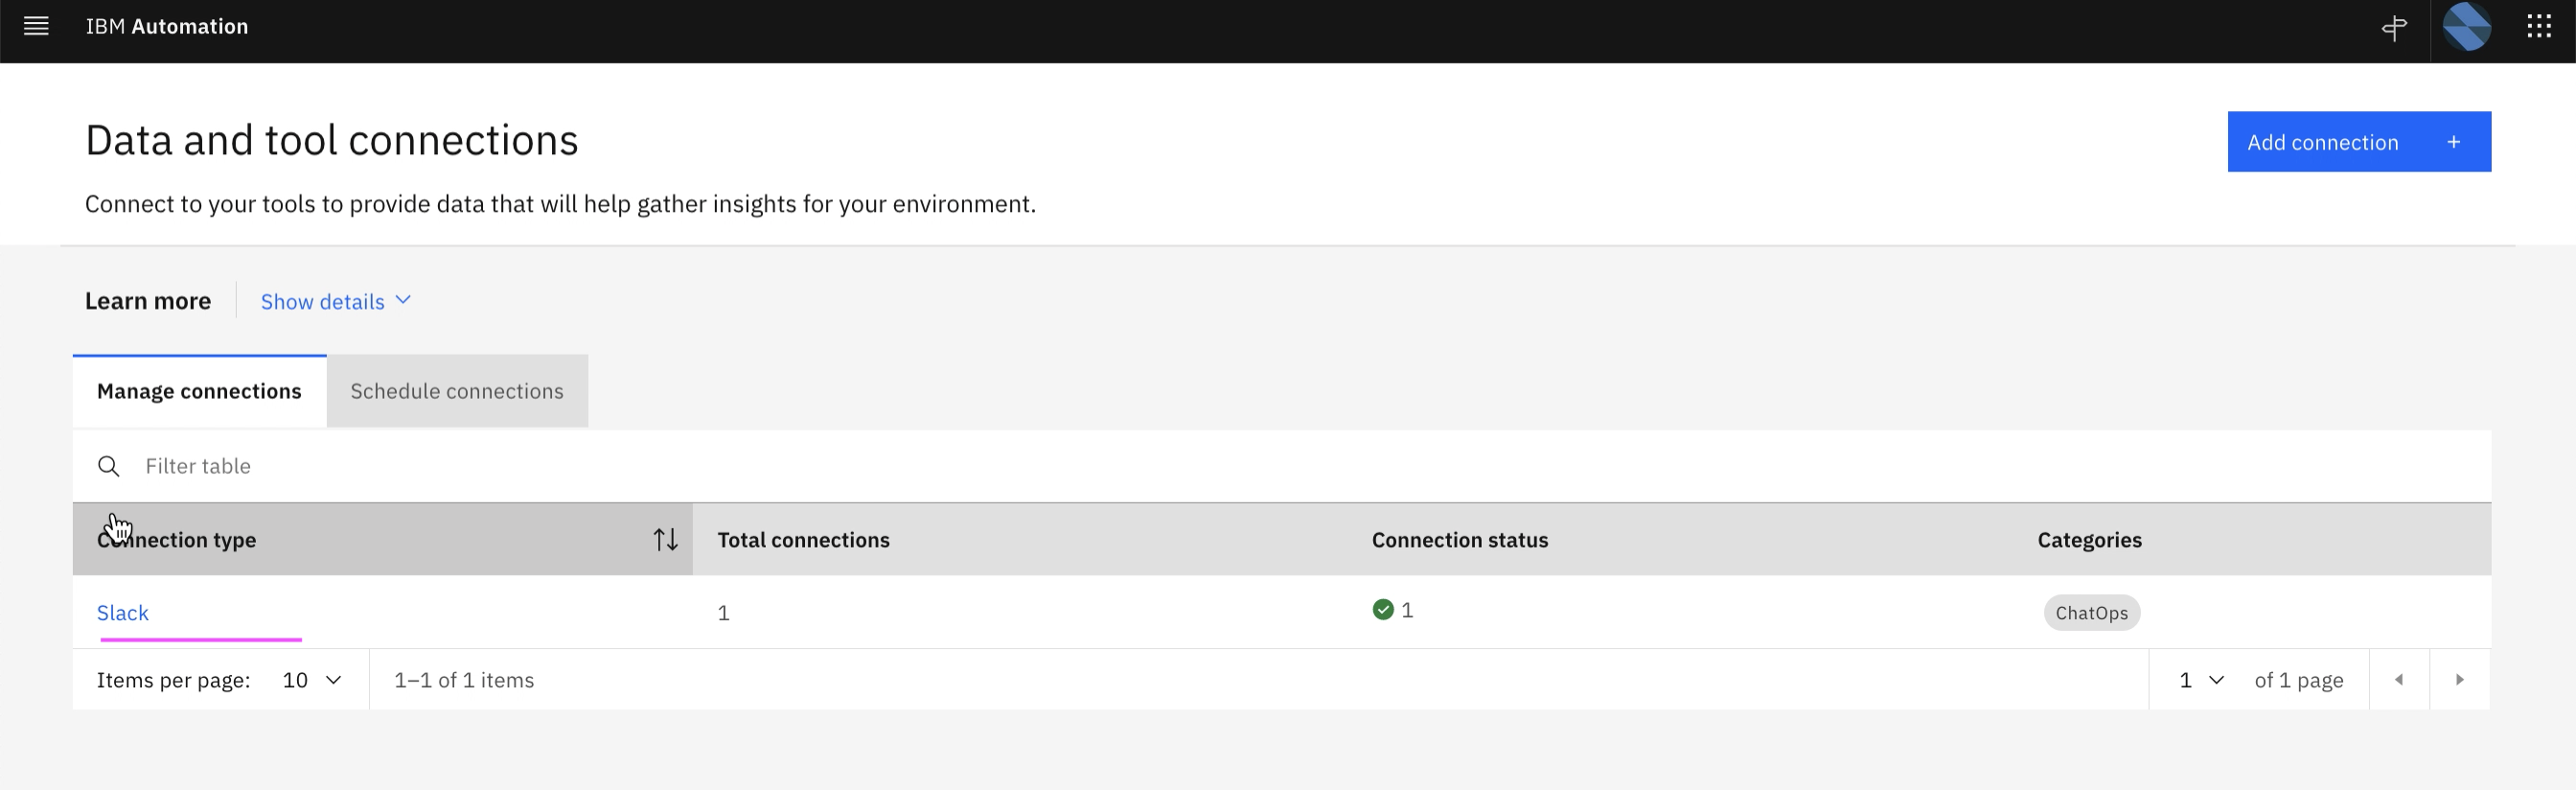 IBM Automation
Data and tool connections
Add connection +
Connect to your tools to provide data that will help gather insights for your environment.
Learn more Show details
Manage connections Schedule connections
Filter table
Connection type Total connections Connection status Categories
Slack 1 1 ChatOps
Items per page: 10 1–1 of 1 items 1 of 1 page